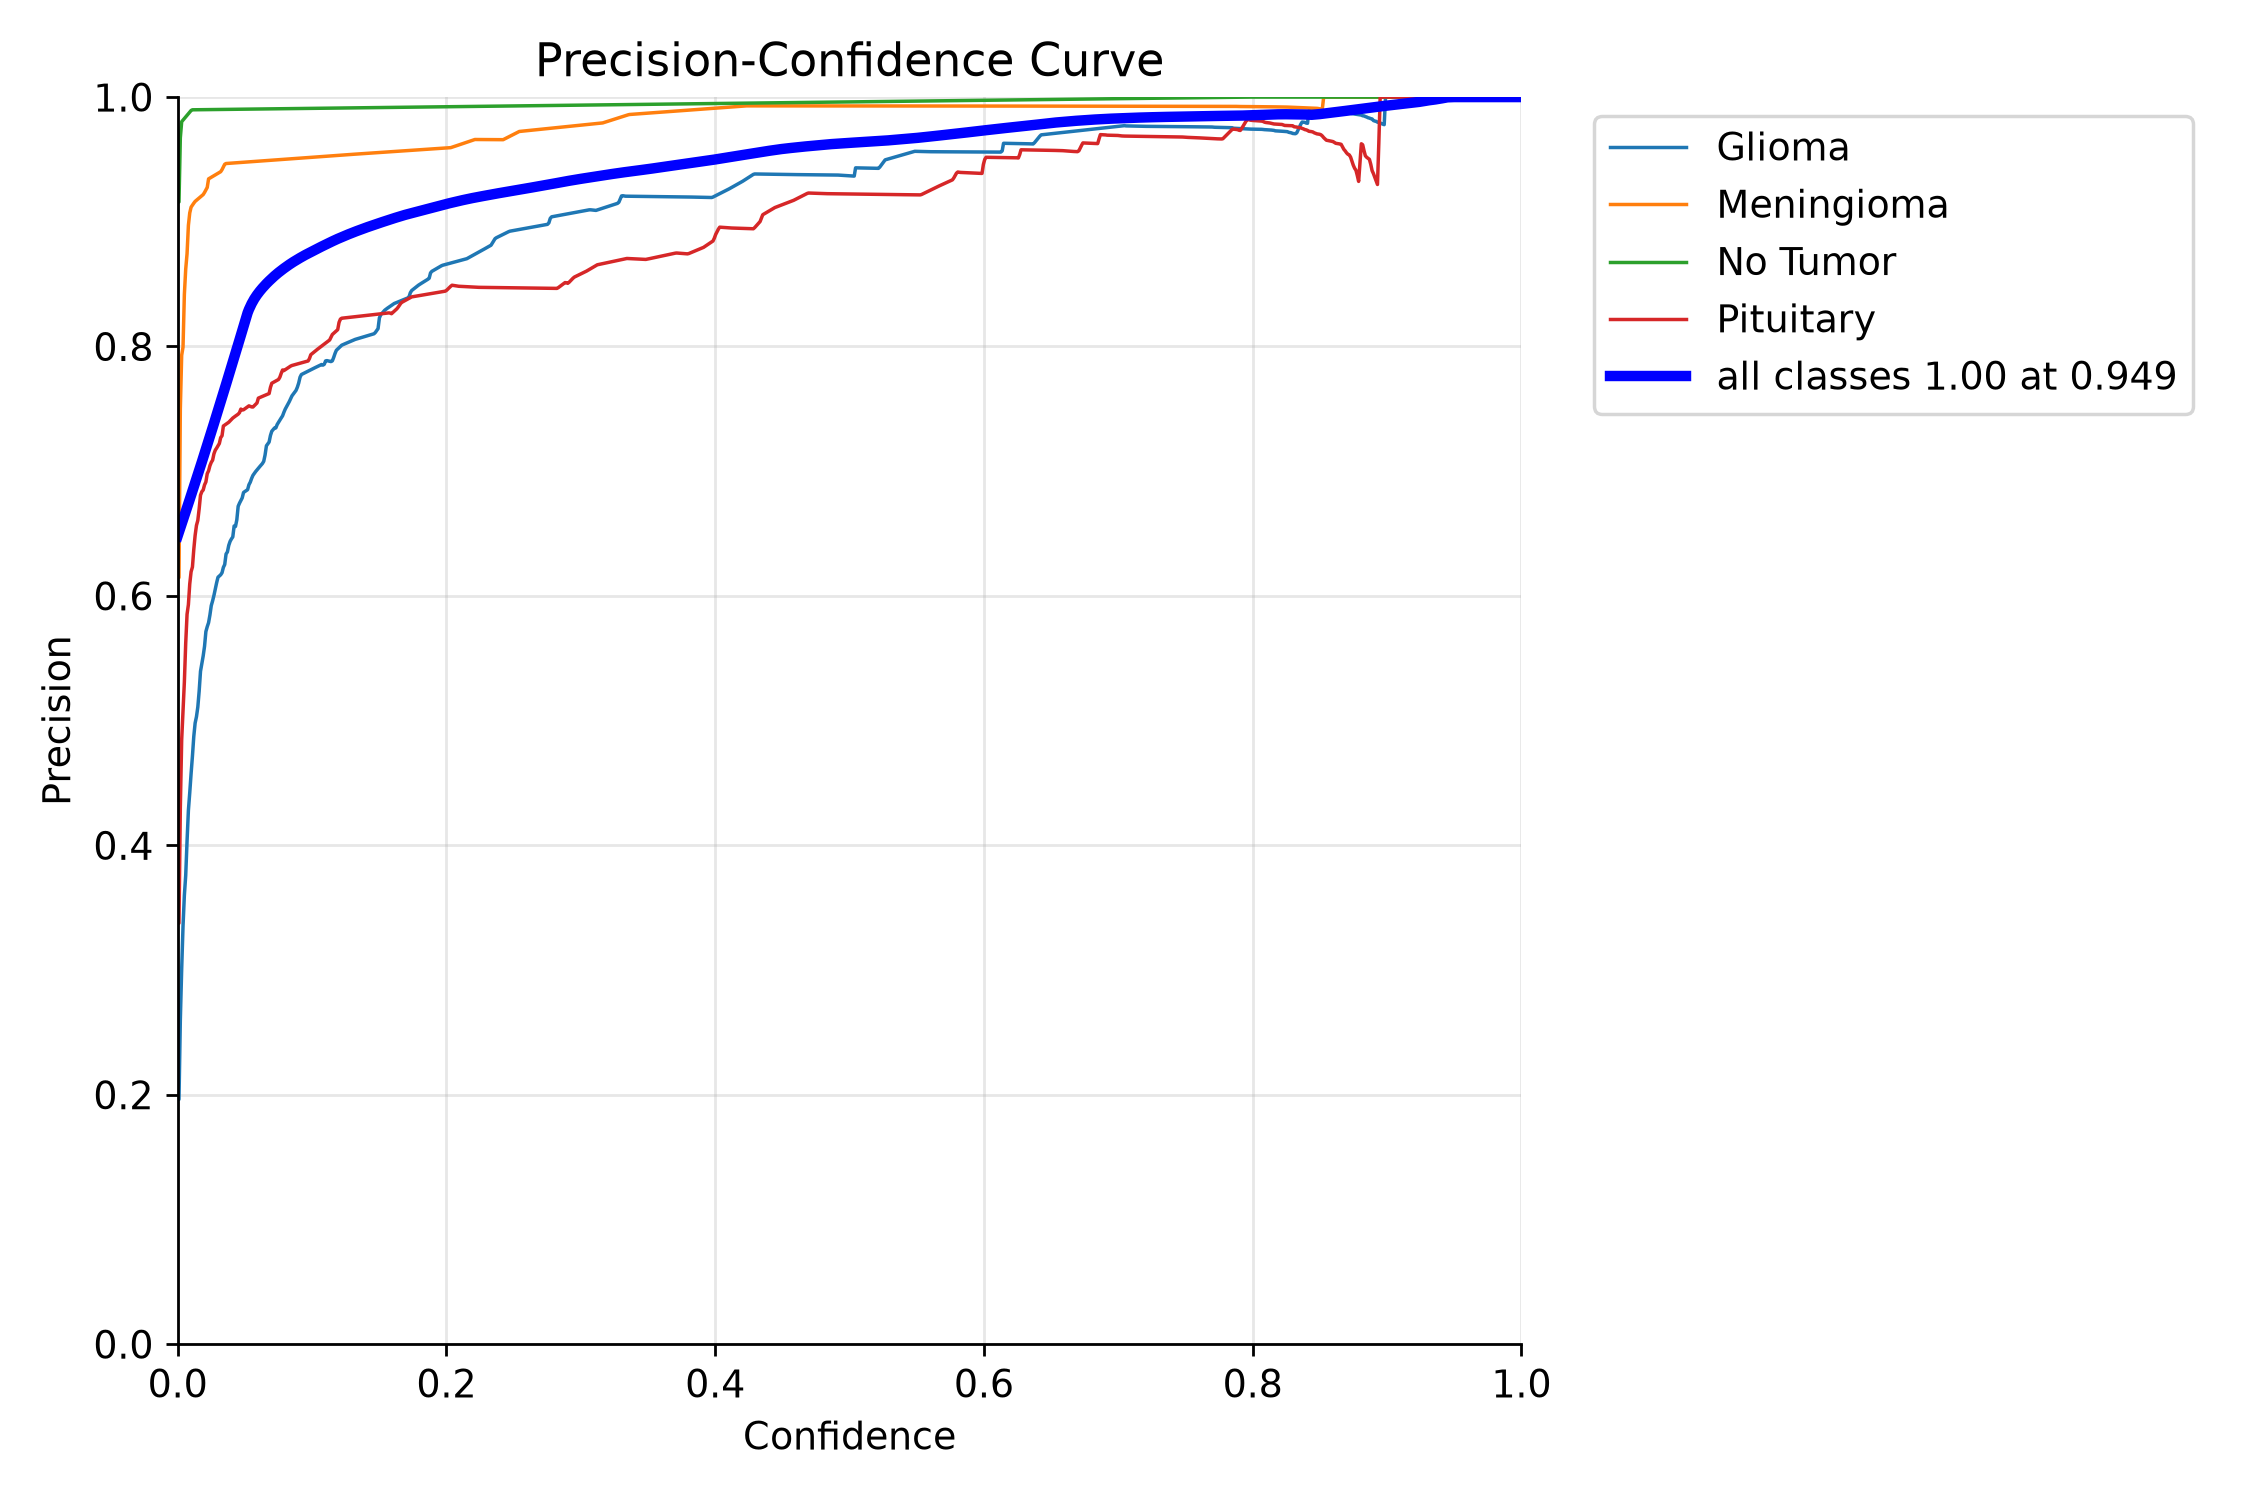 Precision-Confidence Curve
1.0
0.8
0.6
0.4
0.2
0.0
Precision
0.0 0.2 0.4 0.6 0.8 1.0
Confidence
Glioma
Meningioma
No Tumor
Pituitary
all classes 1.00 at 0.949